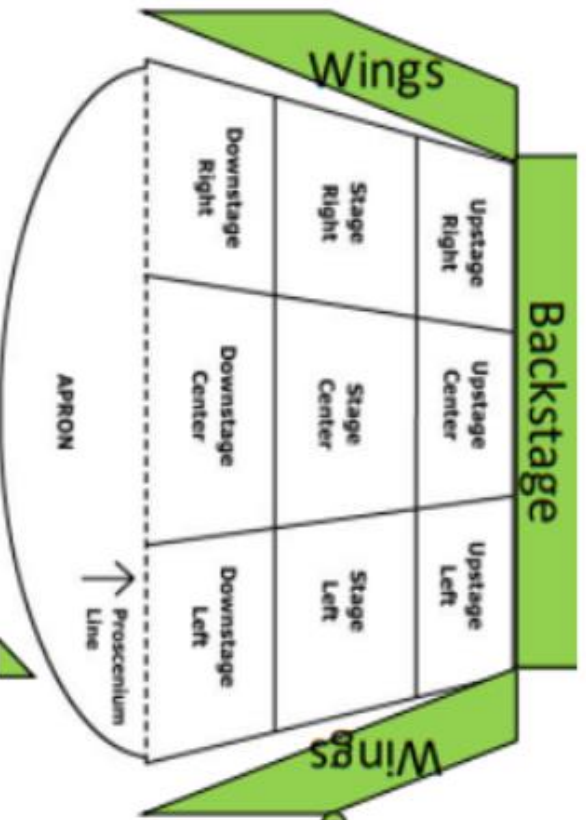 Backstage
Wings
Wings
Upstage
Right
Upstage
Center
Upstage
Left
Stage
Right
Stage
Center
Stage
Left
Downstage
Right
Downstage
Center
Downstage
Left
Proscenium
Line
APRON